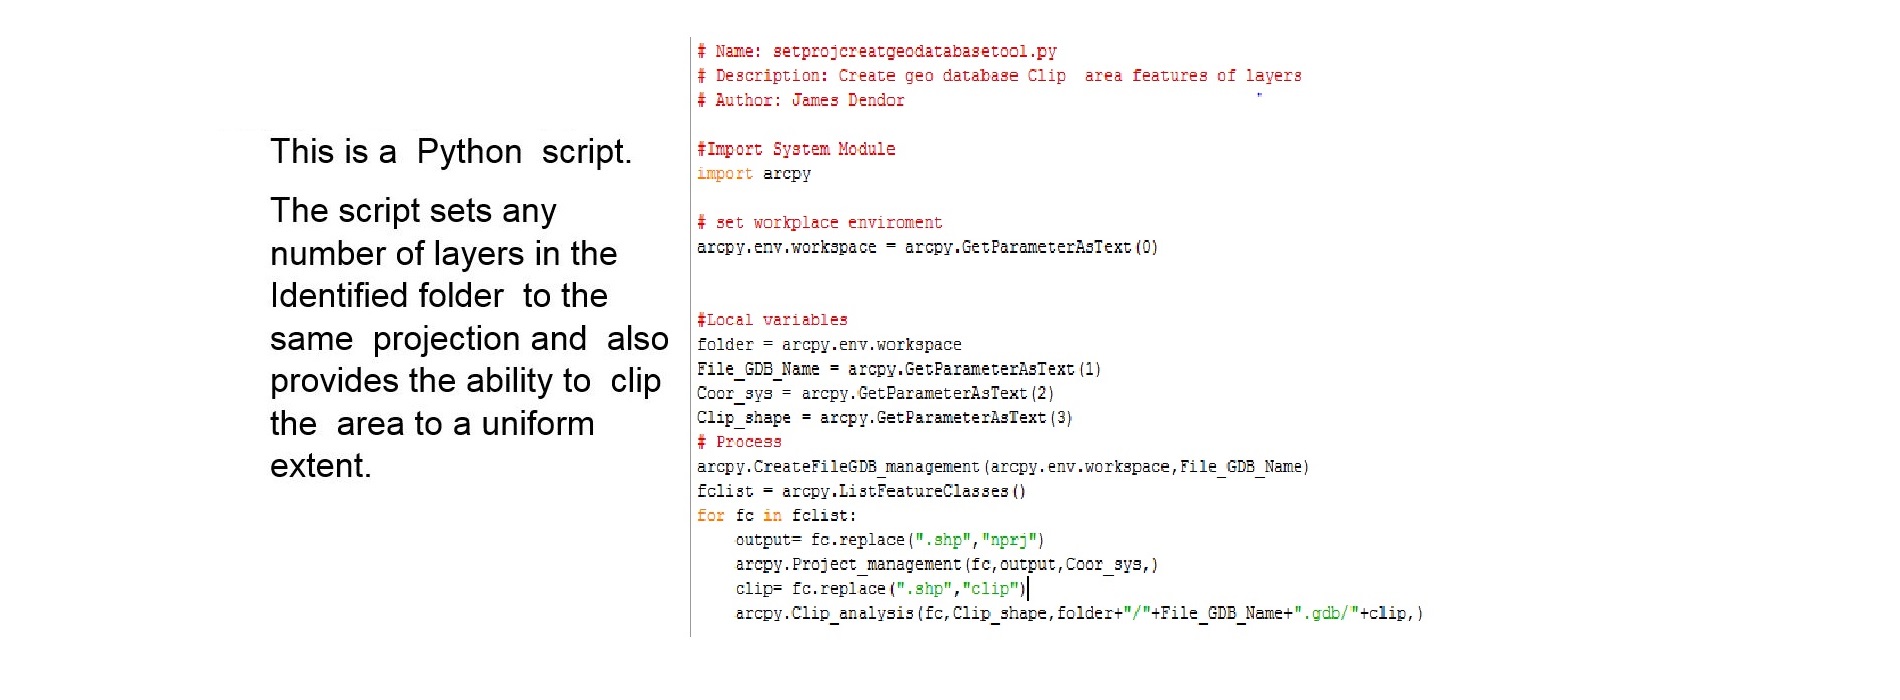 This is a Python script.
The script sets any
number of layers in the
Identified folder to the
same projection and also
provides the ability to clip
the area to a uniform
extent.
# Name: setprojcreatgeodatabasetool.py
# Description: Create geo database Clip  area features of layers
# Author: James Dendor
#Import System Module
import arcpy
# set workplace enviroment
arcpy.env.workspace = arcpy.GetParameterAsText(0)
#Local variables
folder = arcpy.env.workspace
File_GDB_Name = arcpy.GetParameterAsText(1)
Coor_sys = arcpy.GetParameterAsText(2)
Clip_shape = arcpy.GetParameterAsText(3)
# Process
arcpy.CreateFileGDB_management(arcpy.env.workspace,File_GDB_Name)
fclist = arcpy.ListFeatureClasses()
for fc in fclist:
    output= fc.replace(".shp","nprj")
    arcpy.Project_management(fc,output,Coor_sys,)
    clip= fc.replace(".shp","clip")
    arcpy.Clip_analysis(fc,Clip_shape,folder+"/"+File_GDB_Name+".gdb/"+clip,)